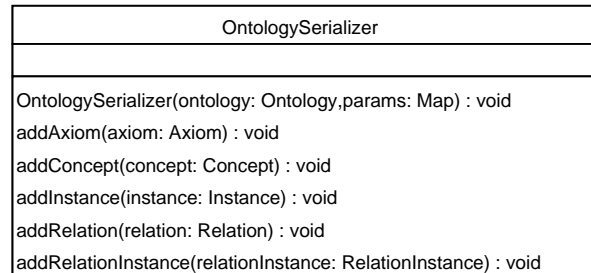 OntologySerializer
OntologySerializer(ontology: Ontology,params: Map) : void
addAxiom(axiom: Axiom) : void
addConcept(concept: Concept) : void
addInstance(instance: Instance) : void
addRelation(relation: Relation) : void
addRelationInstance(relationInstance: RelationInstance) : void